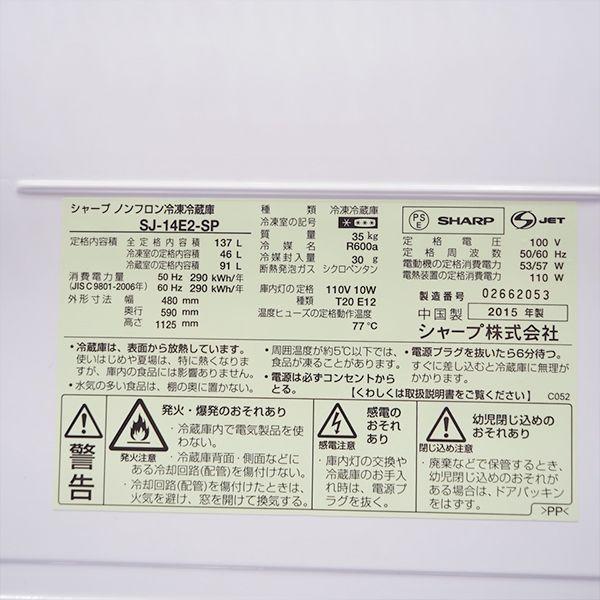 シャープ ノンフロン冷凍冷蔵庫
SJ-14E2-SP
定格内容積 全定格内容積 137 L
冷凍室の定格内容積 46 L
冷蔵室の定格内容積 91 L
消費電力量 50 Hz 290 kWh/年
(JIS C 9801-2006年) 60 Hz 290 kWh/年
外形寸法 幅 480 mm
奥行 590 mm
高さ 1125 mm
種類 冷凍冷蔵庫
冷凍室の記号
質量 35 kg
冷媒名 R600a
冷媒封入量 30 g
断熱発泡ガス シクロペンタン
庫内灯の定格 110V 10W
種類 T20 E12
温度ヒューズの定格動作温度
77 ℃
PS E SHARP JET
定格電圧 100 V
定格周波数 50/60 Hz
電動機の定格消費電力 53/57 W
電熱装置の定格消費電力 110 W
製造番号 02662053
中国製 2015 年製
シャープ株式会社
・冷蔵庫は、表面から放熱しています。
使いはじめや夏場は、特に熱くなりま
すが、庫内の食品には影響ありません。
・水気の多い食品は、棚の奥に置かない。
・周囲温度が約5℃以下では、
食品が凍ることがあります。
・電源は必ずコンセントから
とる。
・電源プラグを抜いたら6分待つ。
すぐに差し込むと冷蔵庫に無理が
かかります。
【くわしくは取扱説明書をご覧ください】
C052
警告
発火注意
発火・爆発のおそれあり
・冷蔵庫内で電気製品を使
わない。
・冷蔵庫背面・側面などに
ある冷却回路(配管)を傷付けない。
・冷却回路(配管)を傷付けたときは、
火気を避け、窓を開けて換気する。
感電注意
感電の
おそれ
あり
・庫内灯の交換や
冷蔵庫のお手入
れ時は、電源プ
ラグを抜く。
閉じ込め注意
幼児閉じ込めの
おそれあり
・廃棄などで保管するとき、
幼児閉じ込めのおそれが
ある場合は、ドアパッキン
をはずす。
>PP<